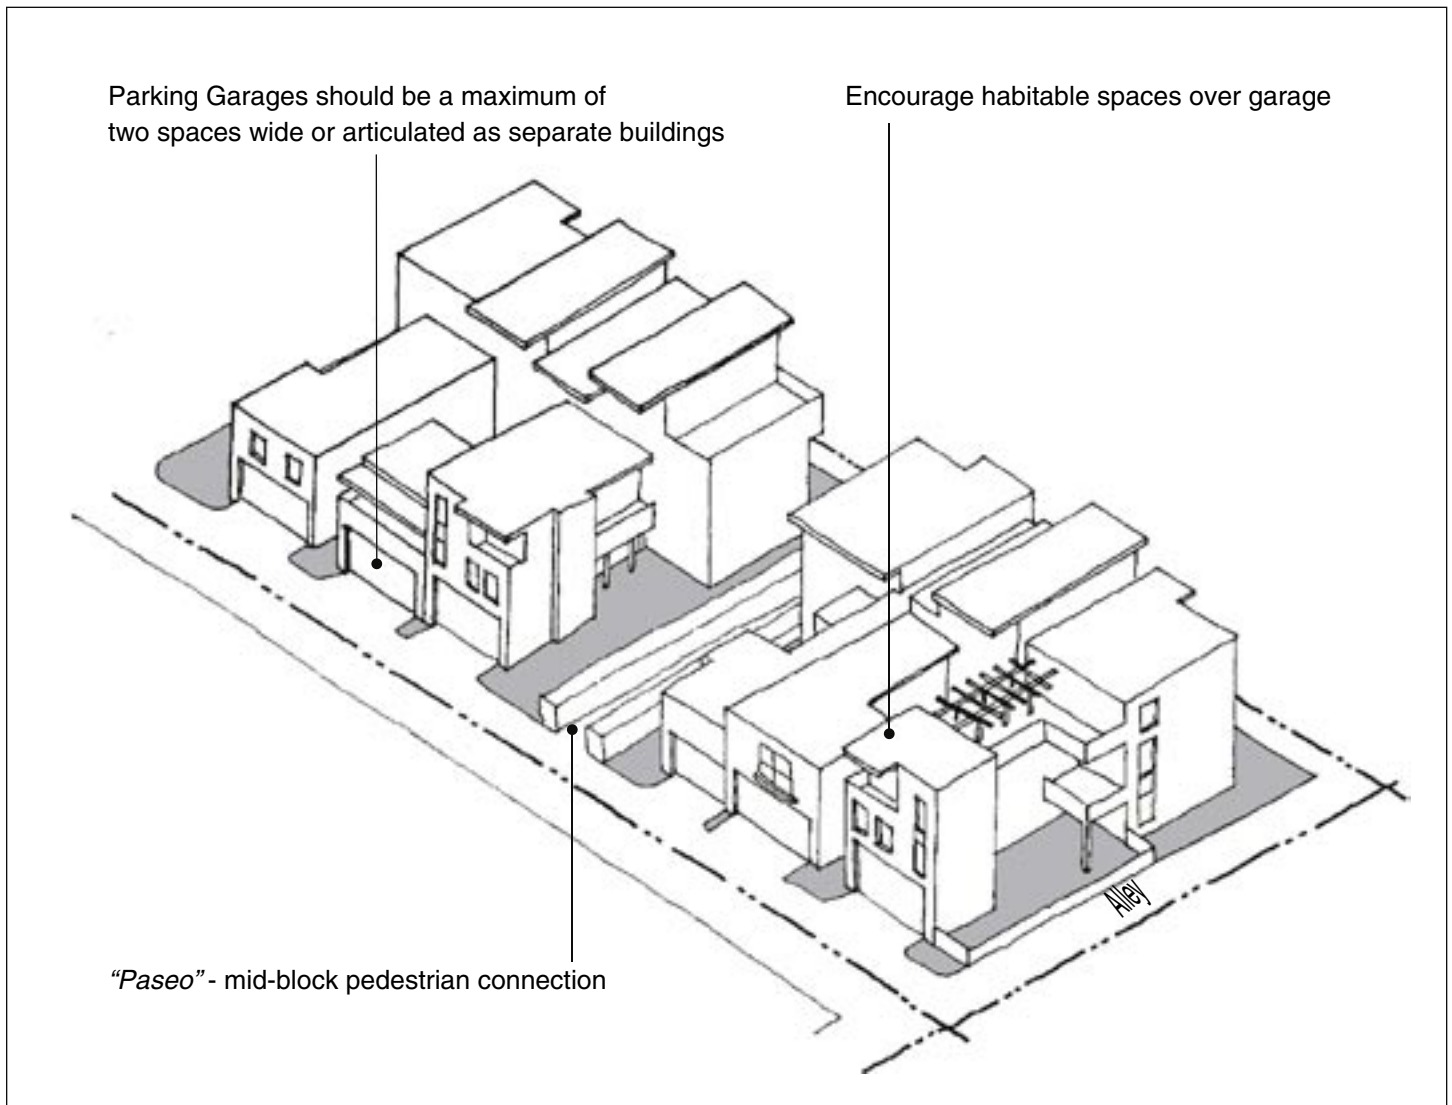 Parking Garages should be a maximum of
two spaces wide or articulated as separate buildings
Encourage habitable spaces over garage
Alley
“Paseo” - mid-block pedestrian connection